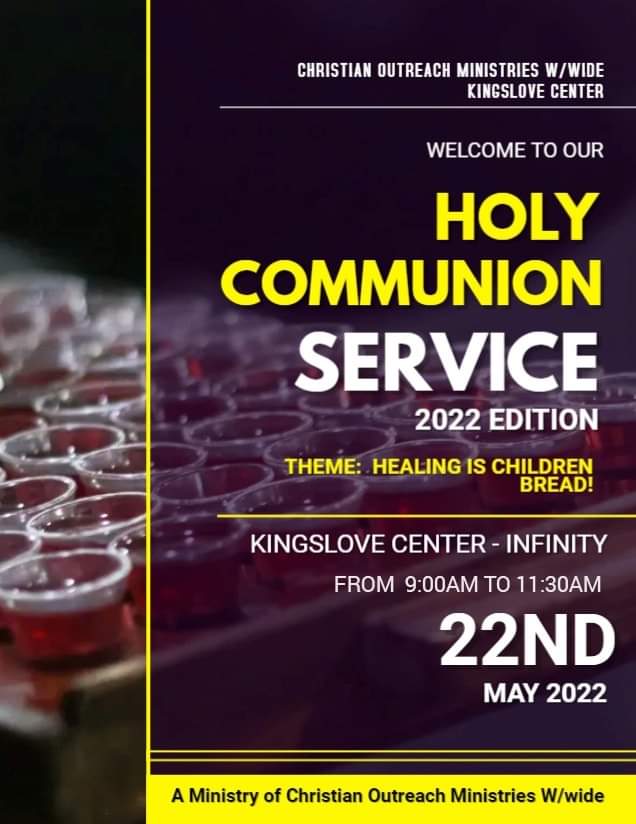 CHRISTIAN OUTREACH MINISTRIES W/WIDE
KINGSLOVE CENTER
WELCOME TO OUR
HOLY
COMMUNION
SERVICE
2022 EDITION
THEME: HEALING IS CHILDREN
BREAD!
KINGSLOVE CENTER - INFINITY
FROM 9:00AM TO 11:30AM
22ND
MAY 2022
A Ministry of Christian Outreach Ministries W/wide